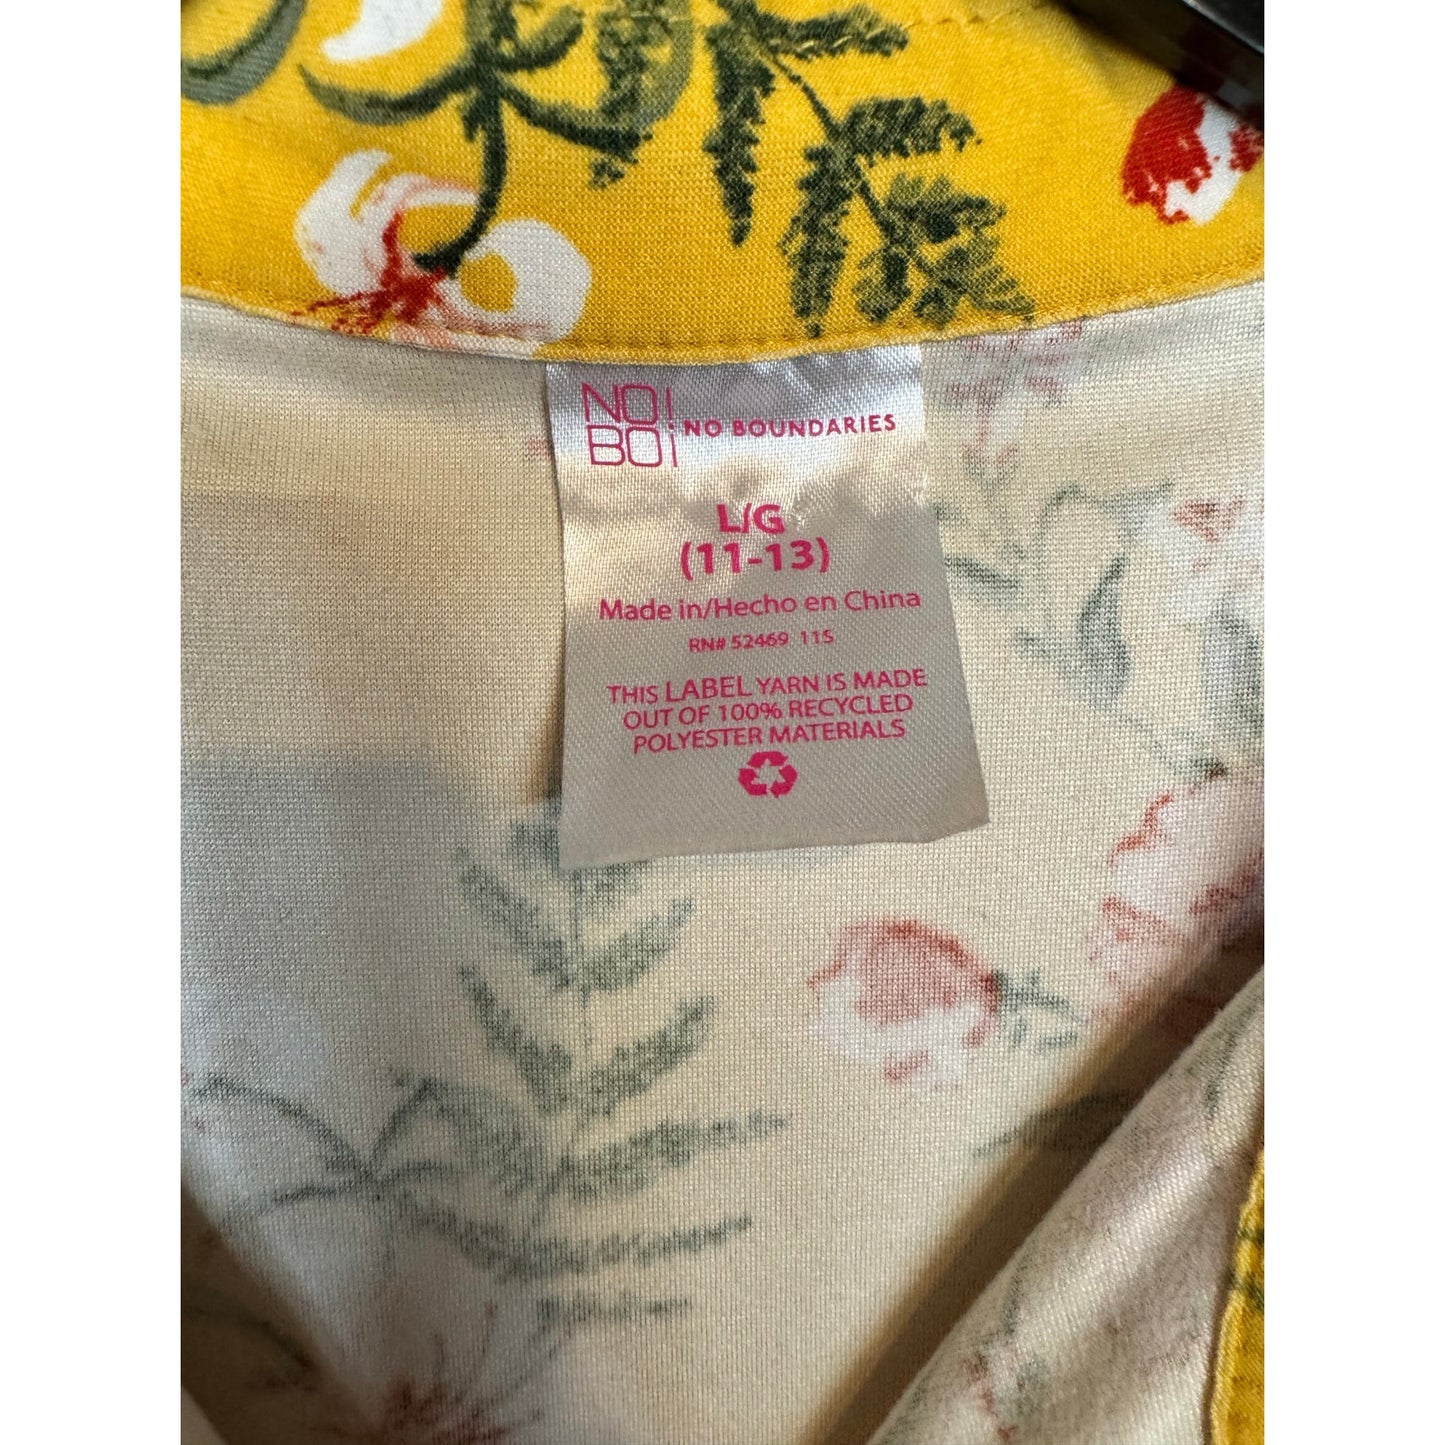 NO!
BO¡ NO BOUNDARIES
L/G
(11-13)
Made in/Hecho en China
RN# 52469 11S
THIS LABEL YARN IS MADE
OUT OF 100% RECYCLED
POLYESTER MATERIALS